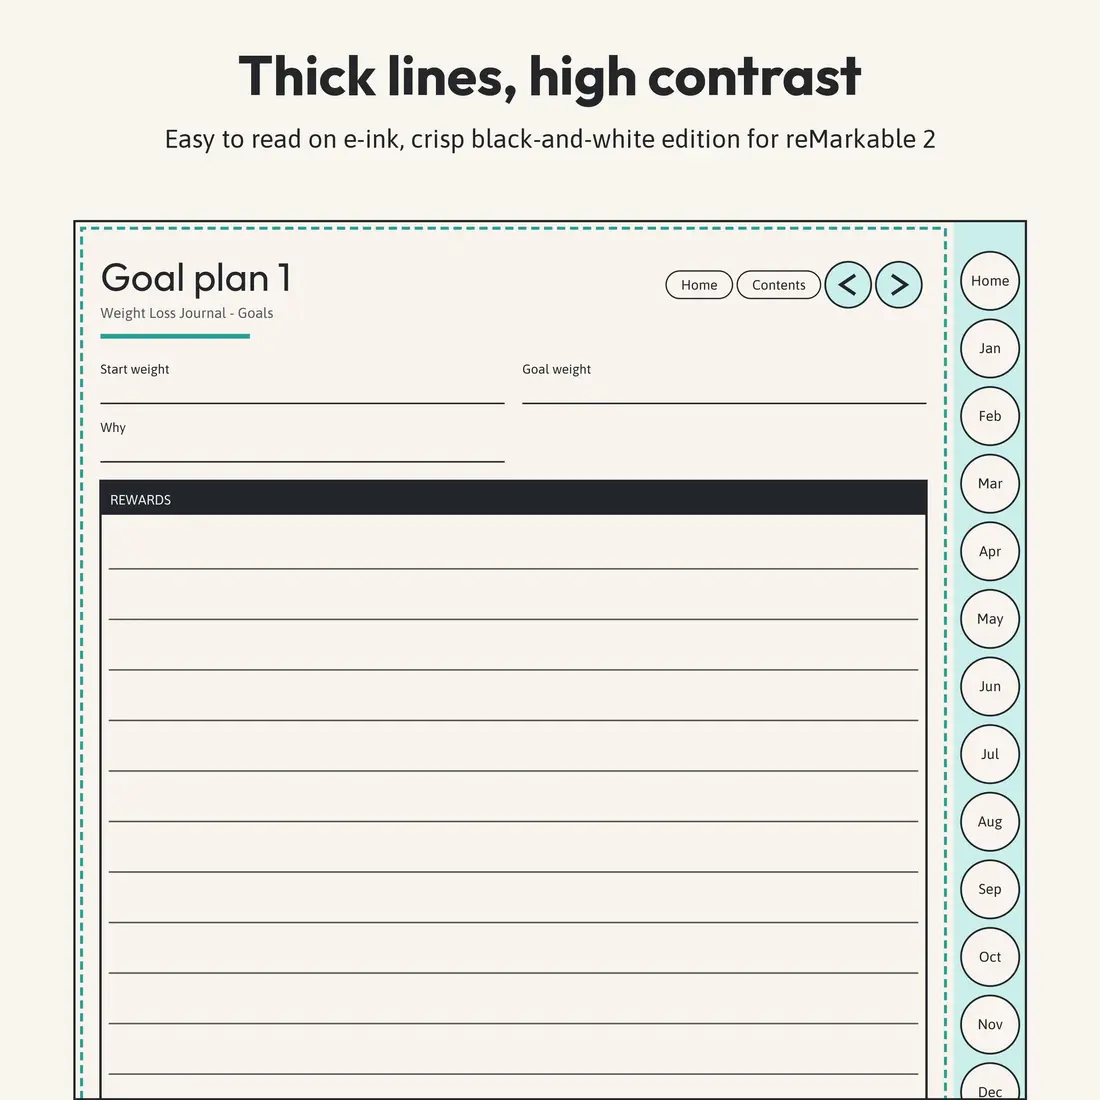 Thick lines, high contrast
Easy to read on e-ink, crisp black-and-white edition for reMarkable 2
Goal plan 1
Weight Loss Journal - Goals
Home
Contents
Start weight
Goal weight
Why
REWARDS
Home
Jan
Feb
Mar
Apr
May
Jun
Jul
Aug
Sep
Oct
Nov
Dec